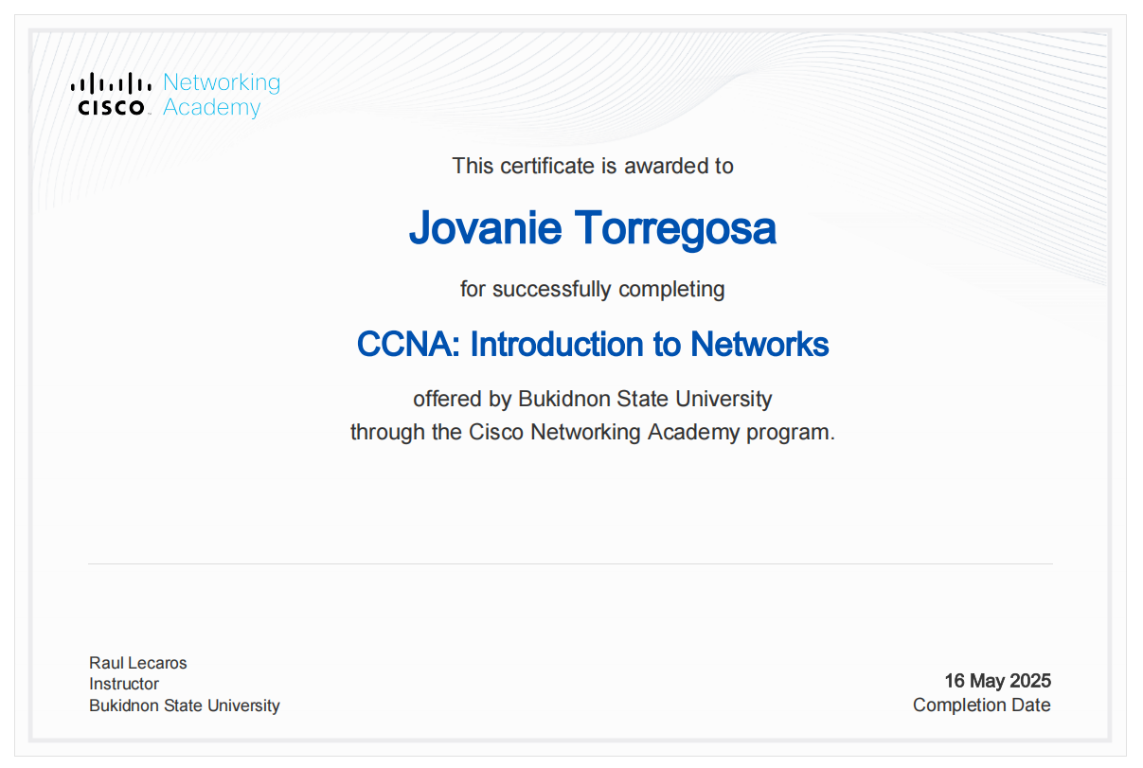 Networking
CISCO Academy
This certificate is awarded to
Jovanie Torregosa
for successfully completing
CCNA: Introduction to Networks
offered by Bukidnon State University
through the Cisco Networking Academy program.
Raul Lecaros
Instructor
Bukidnon State University
16 May 2025
Completion Date